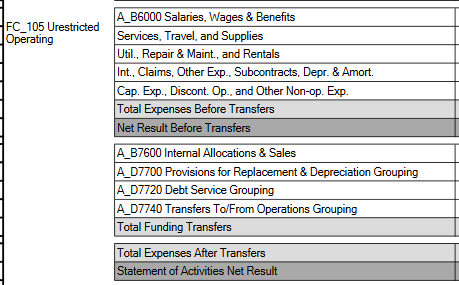 FC_105 Urestricted
Operating
A_B6000 Salaries, Wages & Benefits
Services, Travel, and Supplies
Util., Repair & Maint., and Rentals
Int., Claims, Other Exp., Subcontracts, Depr. & Amort.
Cap. Exp., Discont. Op., and Other Non-op. Exp.
Total Expenses Before Transfers
Net Result Before Transfers
A_B7600 Internal Allocations & Sales
A_D7700 Provisions for Replacement & Depreciation Grouping
A_D7720 Debt Service Grouping
A_D7740 Transfers To/From Operations Grouping
Total Funding Transfers
Total Expenses After Transfers
Statement of Activities Net Result